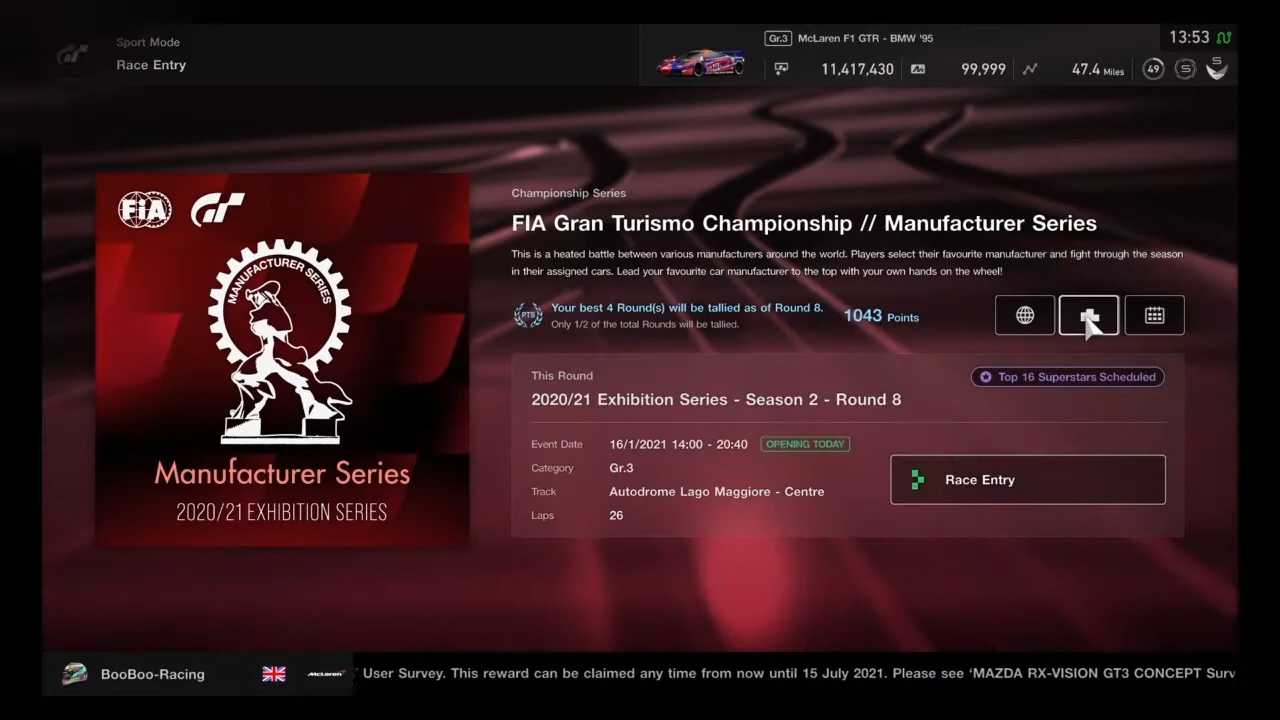 Sport Mode
Race Entry
Gr.3 McLaren F1 GTR - BMW '95
13:53
11,417,430 99,999 47.4 Miles 49 S S
FIA GT
MANUFACTURER SERIES
Manufacturer Series
2020/21 EXHIBITION SERIES
Championship Series
FIA Gran Turismo Championship // Manufacturer Series
This is a heated battle between various manufacturers around the world. Players select their favourite manufacturer and fight through the season
in their assigned cars. Lead your favourite car manufacturer to the top with your own hands on the wheel!
PTS Your best 4 Round(s) will be tallied as of Round 8. 1043 Points
Only 1/2 of the total Rounds will be tallied.
This Round
Top 16 Superstars Scheduled
2020/21 Exhibition Series - Season 2 - Round 8
Event Date 16/1/2021 14:00 - 20:40 OPENING TODAY
Category Gr.3
Track Autodrome Lago Maggiore - Centre
Laps 26
Race Entry
BooBoo-Racing McLaren User Survey. This reward can be claimed any time from now until 15 July 2021. Please see ‘MAZDA RX-VISION GT3 CONCEPT Surv